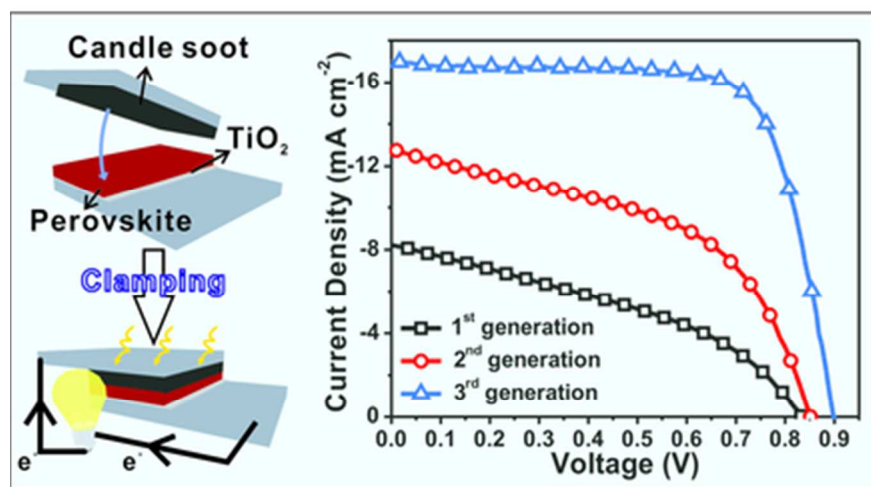 Candle soot
TiO₂
Perovskite
Clamping
e⁻
e⁻
Current Density (mA cm⁻²)
-16
-12
-8
-4
0
1st generation
2nd generation
3rd generation
0.0 0.1 0.2 0.3 0.4 0.5 0.6 0.7 0.8 0.9
Voltage (V)